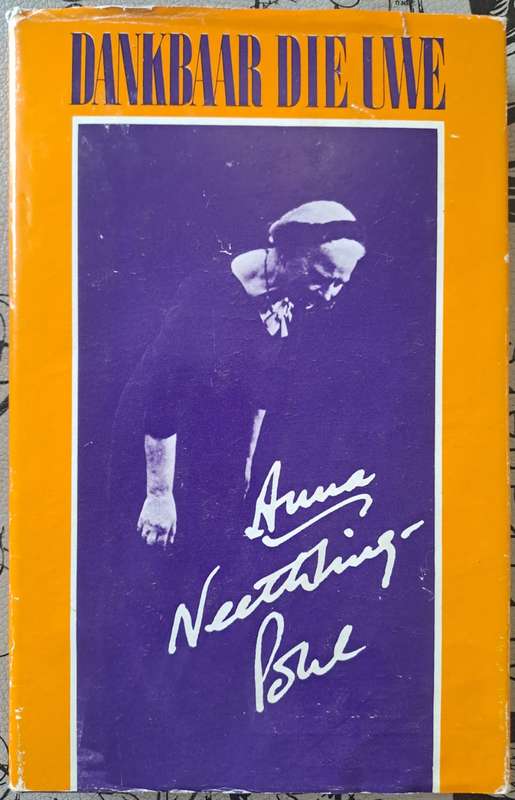 DANKBAAR DIE UWE
Anna
Neethling-
Pohl